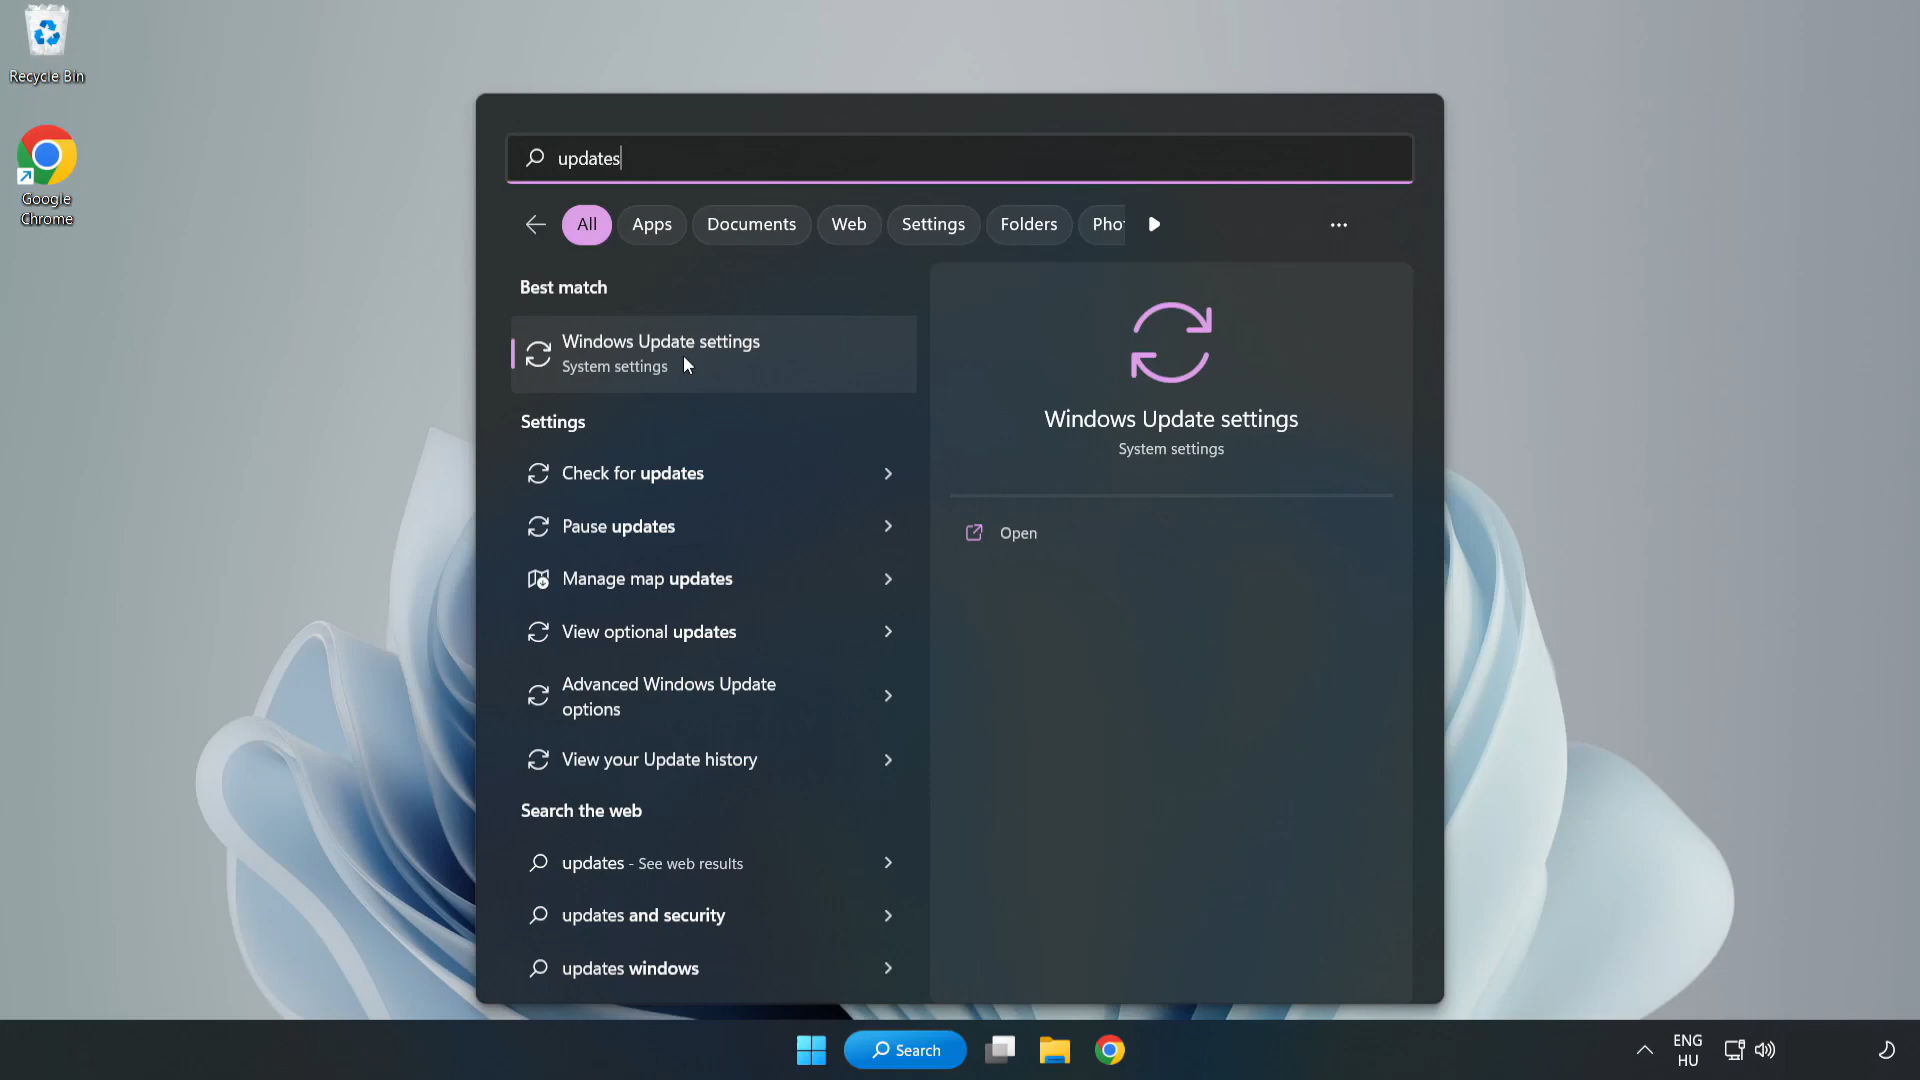 Recycle Bin
Google
Chrome
updates
All
Apps
Documents
Web
Settings
Folders
Pho
Best match
Windows Update settings
System settings
Settings
Check for updates
Pause updates
Manage map updates
View optional updates
Advanced Windows Update
options
View your Update history
Search the web
updates - See web results
updates and security
updates windows
Windows Update settings
System settings
Open
Search
ENG
HU